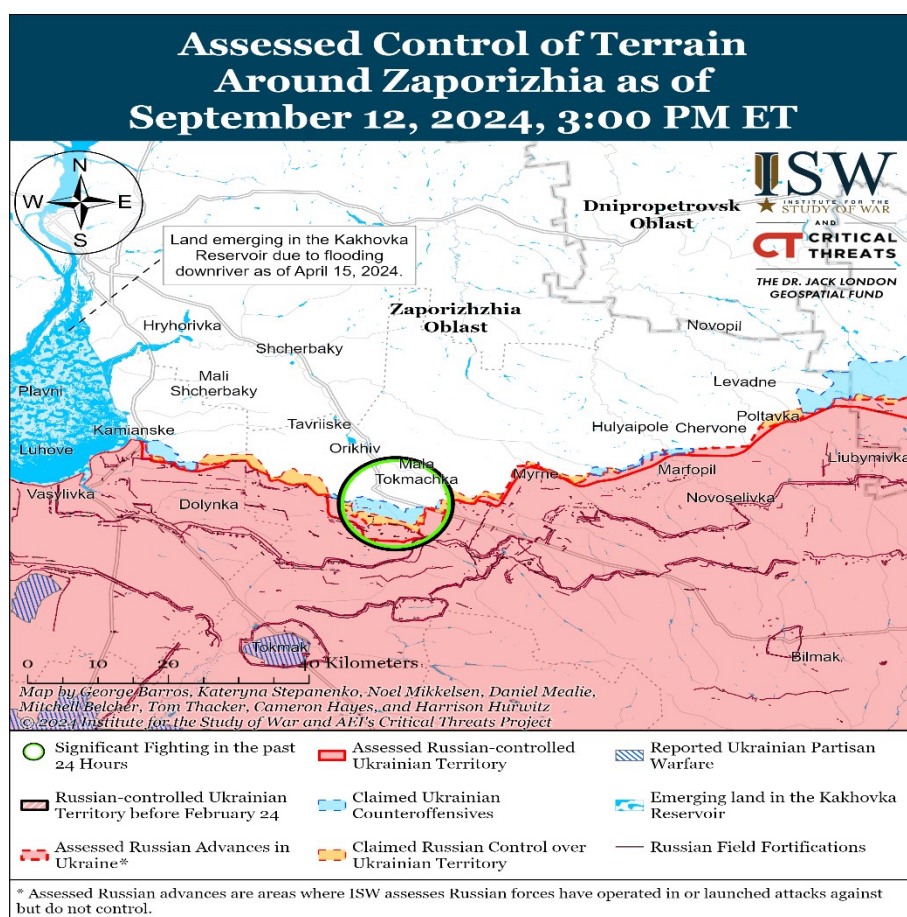 Assessed Control of Terrain
Around Zaporizhia as of
September 12, 2024, 3:00 PM ET
N
W E
S
Land emerging in the Kakhovka
Reservoir due to flooding
downriver as of April 15, 2024.
ISW
INSTITUTE FOR THE
STUDY OF WAR
AND
CT CRITICAL
THREATS
THE DR. JACK LONDON
GEOSPATIAL FUND
Dnipropetrovsk
Oblast
Zaporizhzhia
Oblast
Hryhorivka
Shcherbaky
Novopil
Mali
Shcherbaky
Plavni
Levadne
Tavriiske
Kamianske
Poltavka
Hulyaipole
Chervone
Orikhiv
Luhove
Mala
Tokmachka
Myrne
Marfopil
Liubymivka
Vasylivka
Dolynka
Novoselivka
Tokmak
Bilmak
0 20 40 Kilometers
Map by George Barros, Kateryna Stepanenko, Noel Mikkelsen, Daniel Mealie,
Mitchell Belcher, Tom Thacker, Cameron Hayes, and Harrison Hurwitz
© 2024 Institute for the Study of War and AEI's Critical Threats Project
Significant Fighting in the past
24 Hours
Russian-controlled Ukrainian
Territory before February 24
Assessed Russian Advances in
Ukraine*
Assessed Russian-controlled
Ukrainian Territory
Claimed Ukrainian
Counteroffensives
Claimed Russian Control over
Ukrainian Territory
Reported Ukrainian Partisan
Warfare
Emerging land in the Kakhovka
Reservoir
Russian Field Fortifications
* Assessed Russian advances are areas where ISW assesses Russian forces have operated in or launched attacks against
but do not control.